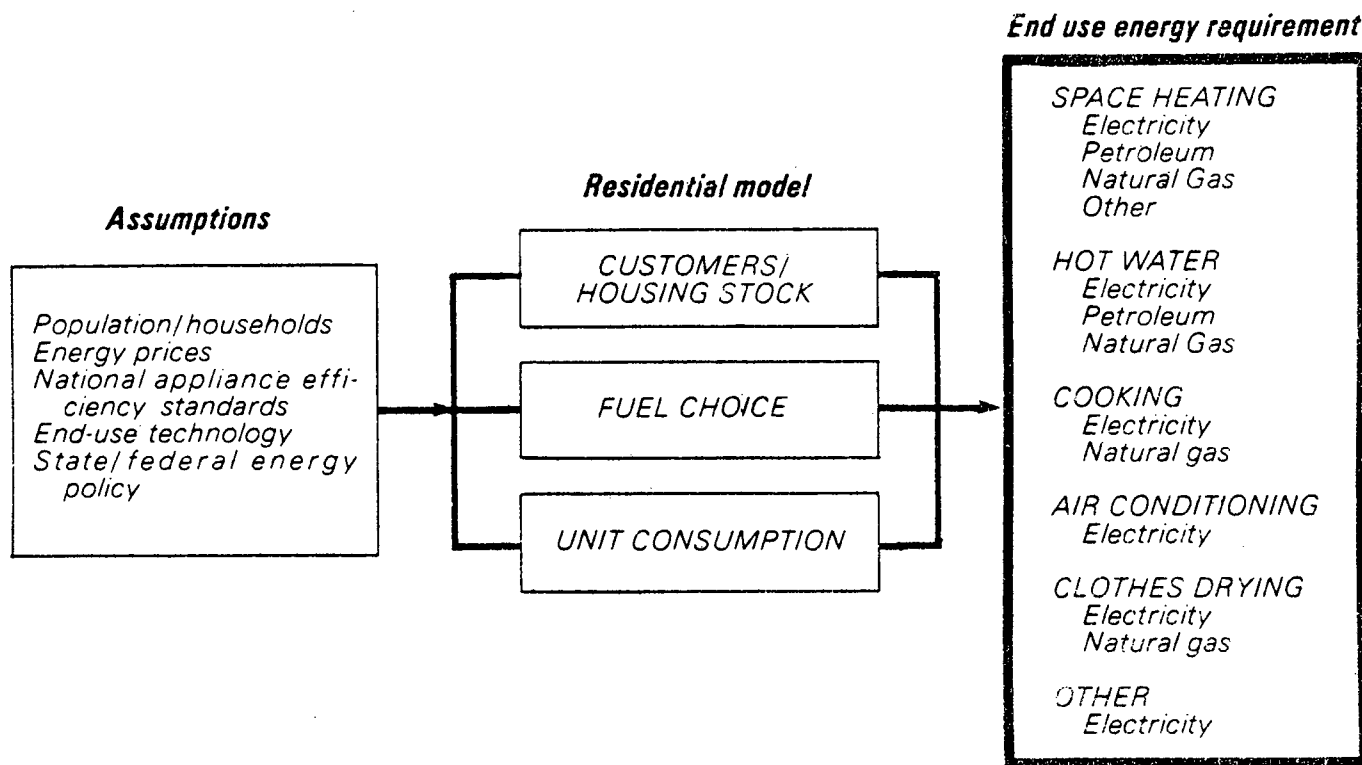 Assumptions
Population/households
Energy prices
National appliance effi-
ciency standards
End-use technology
State/federal energy
policy
Residential model
CUSTOMERS/
HOUSING STOCK
FUEL CHOICE
UNIT CONSUMPTION
End use energy requirement
SPACE HEATING
Electricity
Petroleum
Natural Gas
Other
HOT WATER
Electricity
Petroleum
Natural Gas
COOKING
Electricity
Natural gas
AIR CONDITIONING
Electricity
CLOTHES DRYING
Electricity
Natural gas
OTHER
Electricity